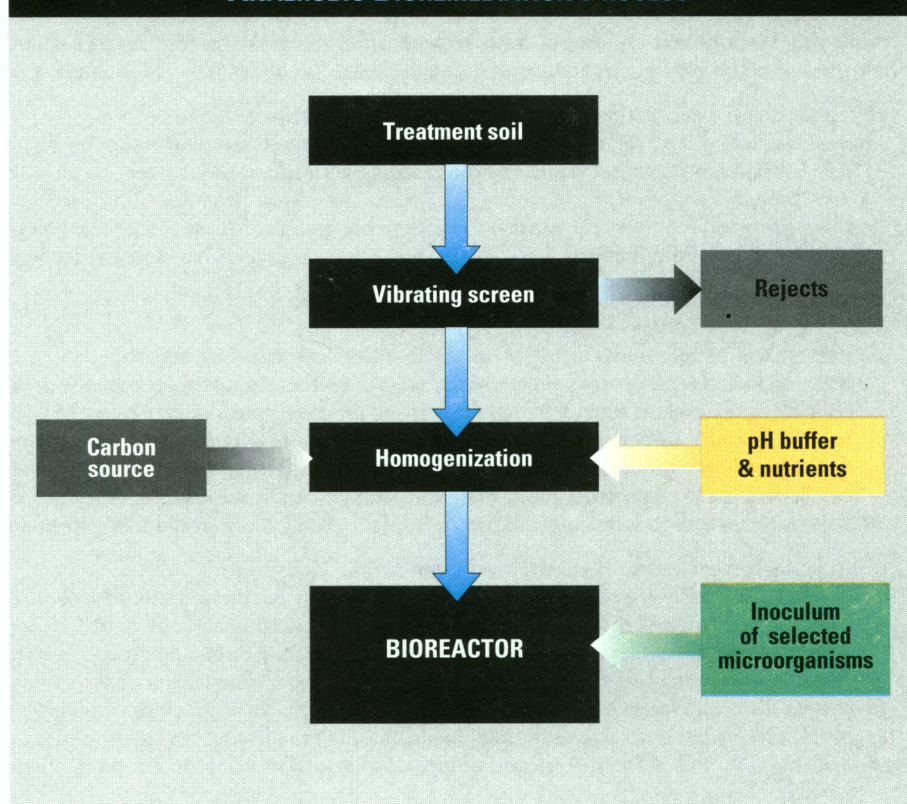 Treatment soil
Vibrating screen
Rejects
Carbon
source
Homogenization
pH buffer
& nutrients
BIOREACTOR
Inoculum
of selected
microorganisms